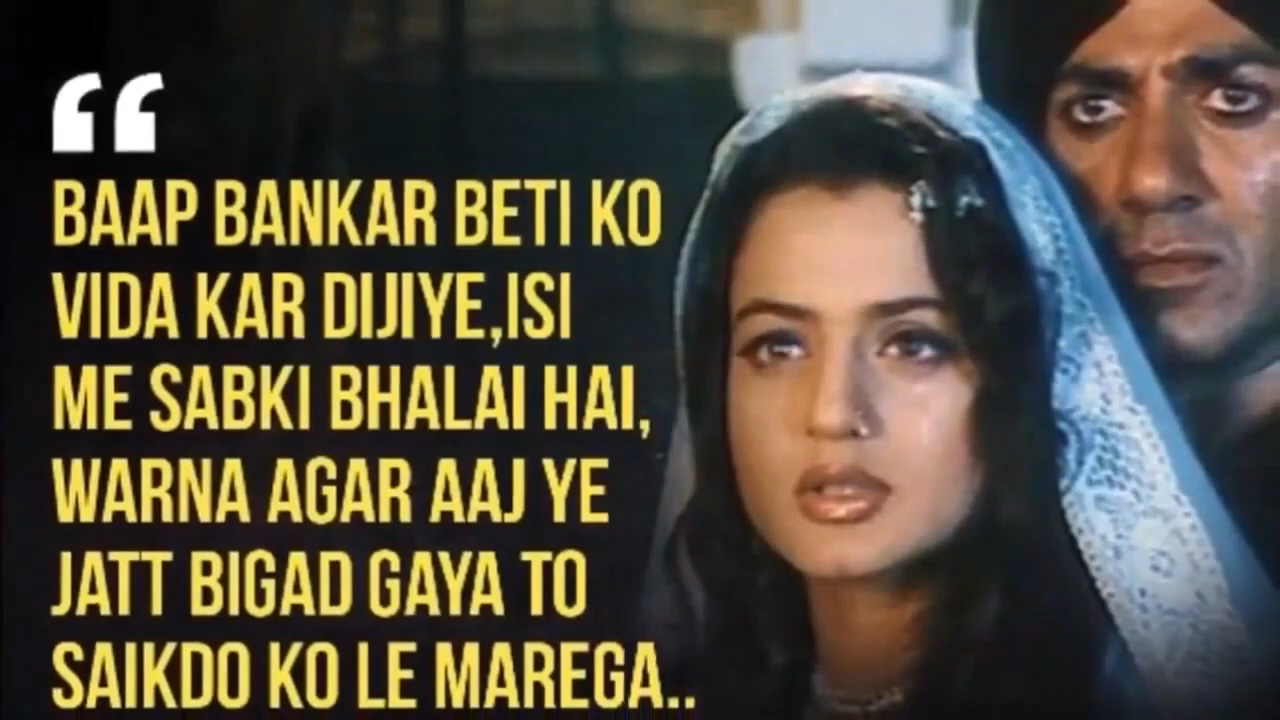 “
BAAP BANKAR BETI KO
VIDA KAR DIJIYE,ISI
ME SABKI BHALAI HAI,
WARNA AGAR AAJ YE
JATT BIGAD GAYA TO
SAIKDO KO LE MAREGA..